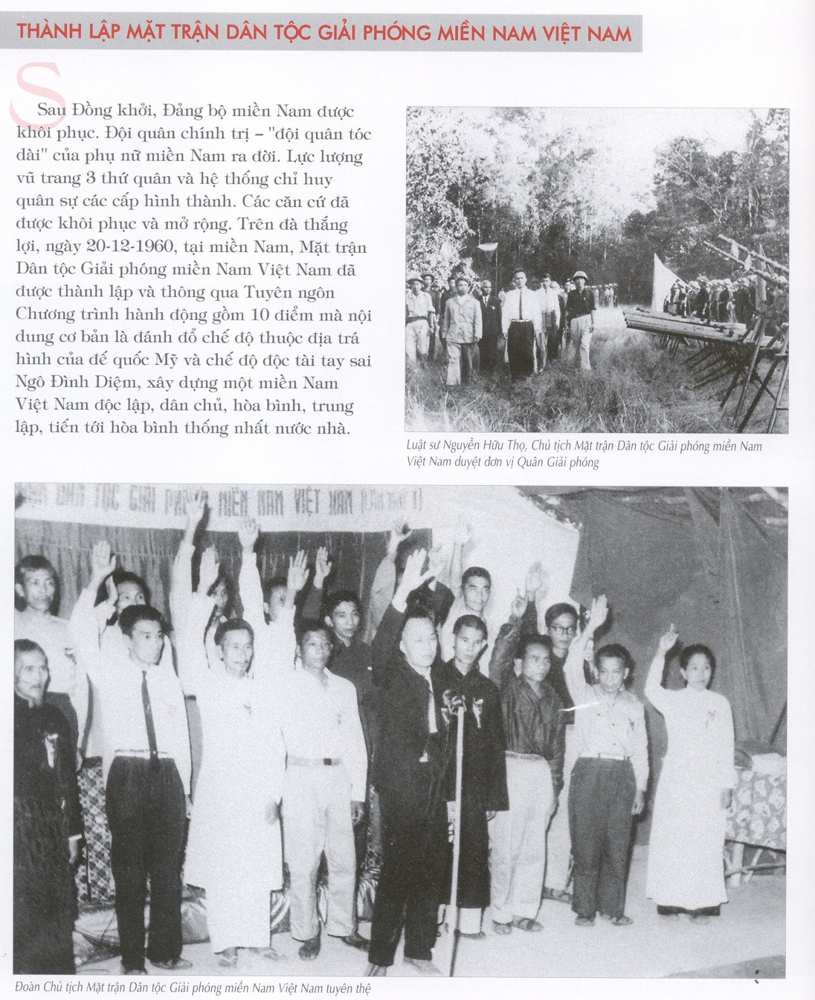 THÀNH LẬP MẶT TRẬN DÂN TỘC GIẢI PHÓNG MIỀN NAM VIỆT NAM
Sau Đồng khởi, Đảng bộ miền Nam được
khôi phục. Đội quân chính trị – "đội quân tóc
dài" của phụ nữ miền Nam ra đời. Lực lượng
vũ trang 3 thứ quân và hệ thống chỉ huy
quân sự các cấp hình thành. Các căn cứ đã
được khôi phục và mở rộng. Trên đà thắng
lợi, ngày 20-12-1960, tại miền Nam, Mặt trận
Dân tộc Giải phóng miền Nam Việt Nam đã
được thành lập và thông qua Tuyên ngôn
Chương trình hành động gồm 10 điểm mà nội
dung cơ bản là đánh đổ chế độ thuộc địa trá
hình của đế quốc Mỹ và chế độ độc tài tay sai
Ngô Đình Diệm, xây dựng một miền Nam
Việt Nam độc lập, dân chủ, hòa bình, trung
lập, tiến tới hòa bình thống nhất nước nhà.
Luật sư Nguyễn Hữu Thọ, Chủ tịch Mặt trận Dân tộc Giải phóng miền Nam
Việt Nam duyệt đơn vị Quân Giải phóng
DÂN TỘC GIẢI PHÓNG MIỀN NAM VIỆT NAM (LẦN THỨ I)
Đoàn Chủ tịch Mặt trận Dân tộc Giải phóng miền Nam Việt Nam tuyên thệ